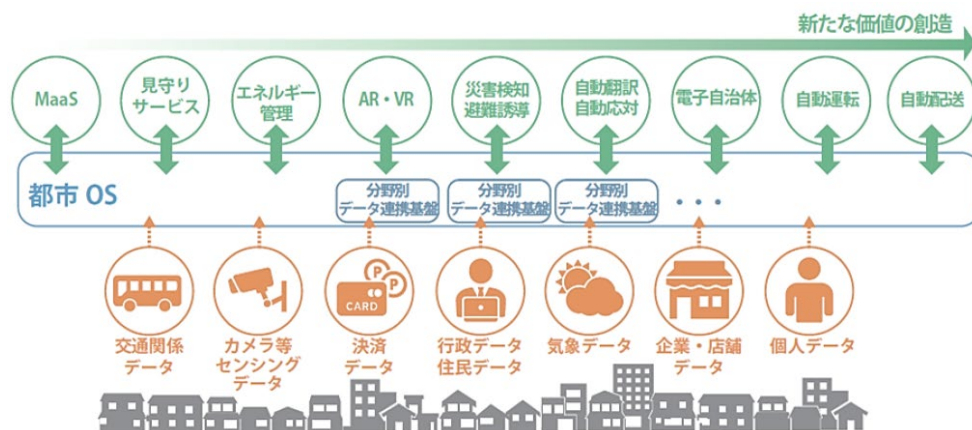 新たな価値の創造
MaaS
見守り
サービス
エネルギー
管理
AR・VR
災害検知
避難誘導
自動翻訳
自動応対
電子自治体
自動運転
自動配送
都市 OS
分野別
データ連携基盤
分野別
データ連携基盤
分野別
データ連携基盤
・・・
P
P
CARD
交通関係
データ
カメラ等
センシング
データ
決済
データ
行政データ
住民データ
気象データ
企業・店舗
データ
個人データ